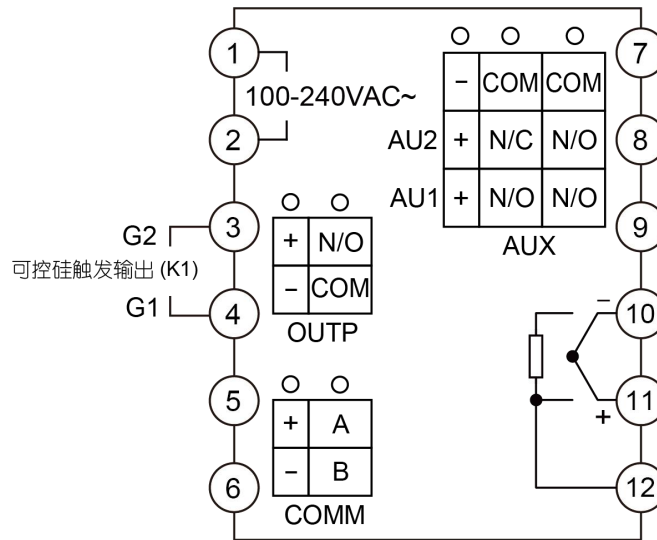 1
7
100-240VAC~
− COM COM
2
AU2 + N/C N/O
8
AU1 + N/O N/O
3
G2
+ N/O
AUX
9
可控硅触发输出 (K1)
− COM
G1
4
OUTP
−
10
5
+ A
+
11
6
− B
12
COMM